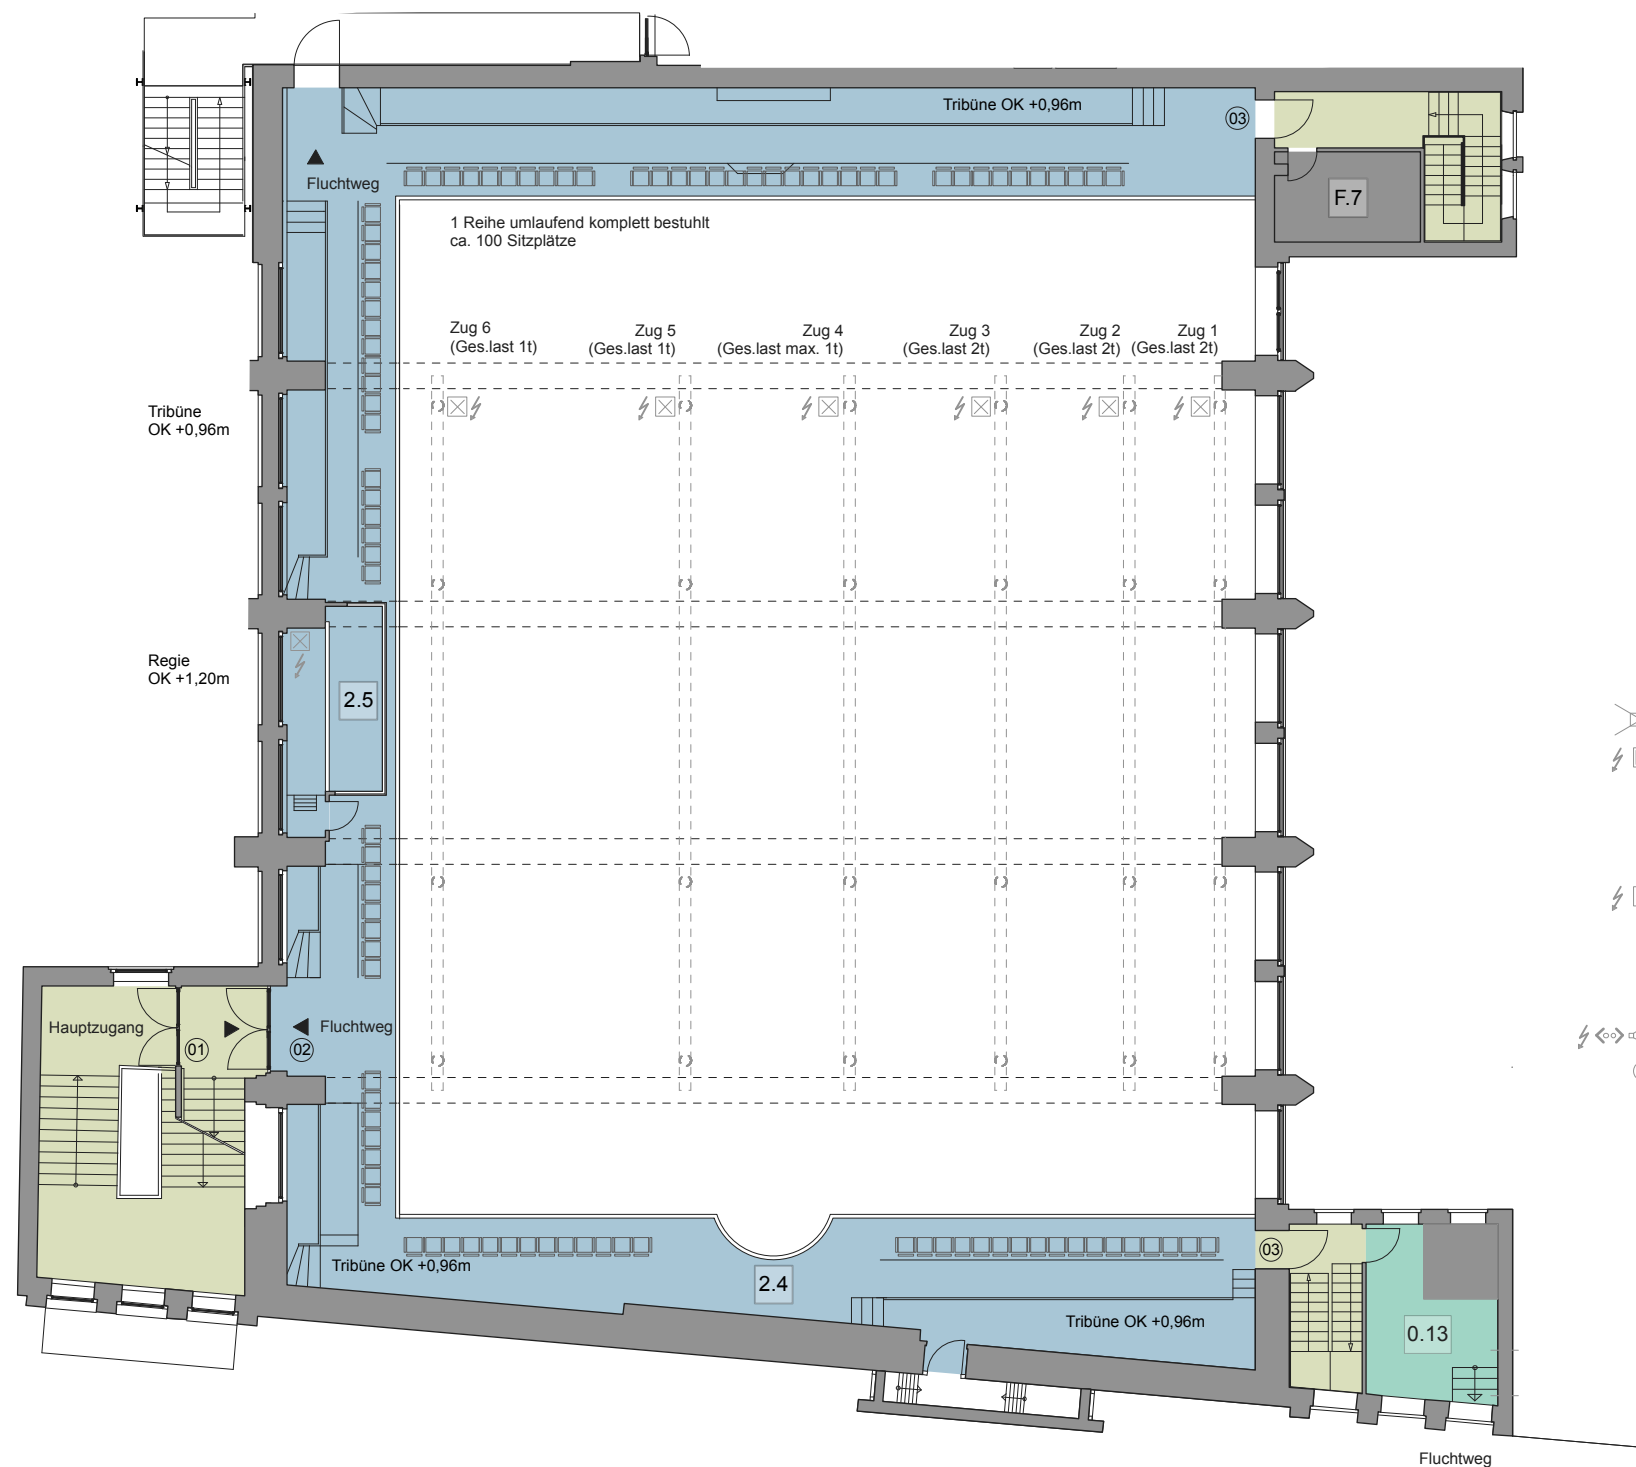 Tribüne OK +0,96m
03
Fluchtweg
F.7
1 Reihe umlaufend komplett bestuhlt
ca. 100 Sitzplätze
Zug 6
(Ges.last 1t)
Zug 5
(Ges.last 1t)
Zug 4
(Ges.last max. 1t)
Zug 3
(Ges.last 2t)
Zug 2
(Ges.last 2t)
Zug 1
(Ges.last 2t)
Tribüne
OK +0,96m
Regie
OK +1,20m
2.5
Hauptzugang
01
02
Fluchtweg
03
Tribüne OK +0,96m
2.4
Tribüne OK +0,96m
0.13
Fluchtweg